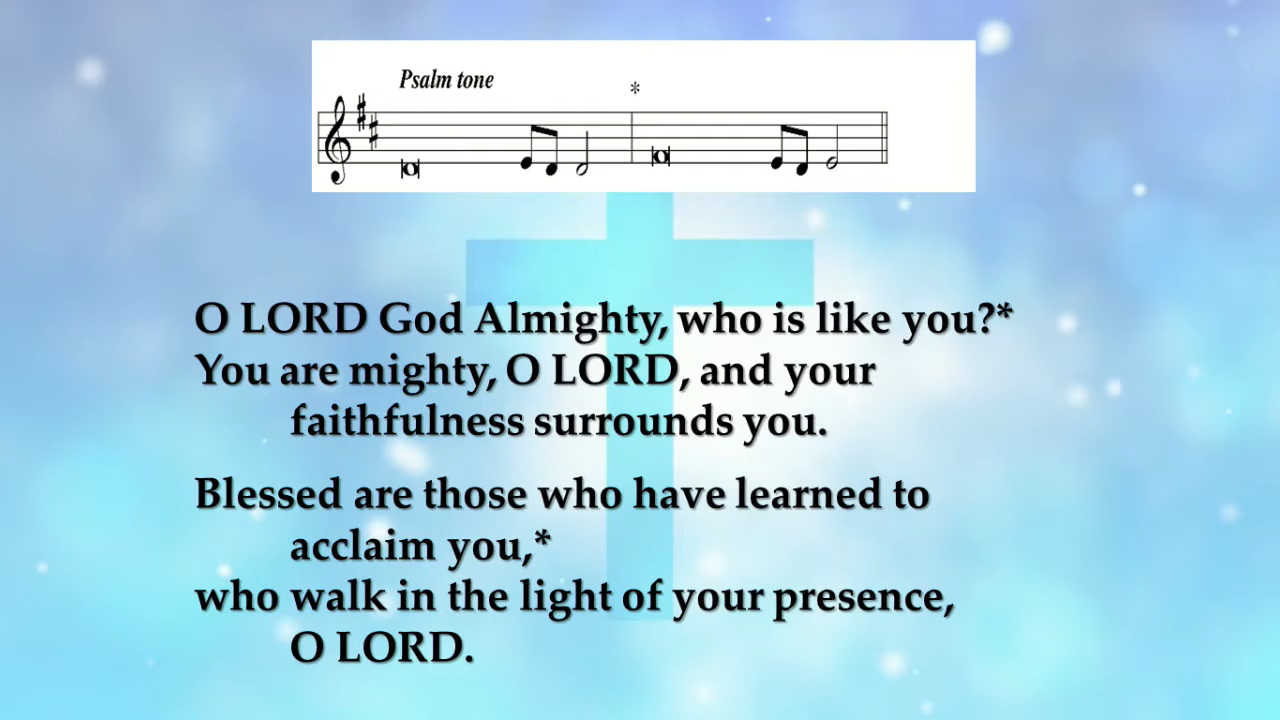 Psalm tone
*
O LORD God Almighty, who is like you?*
You are mighty, O LORD, and your
faithfulness surrounds you.
Blessed are those who have learned to
acclaim you,*
who walk in the light of your presence,
O LORD.